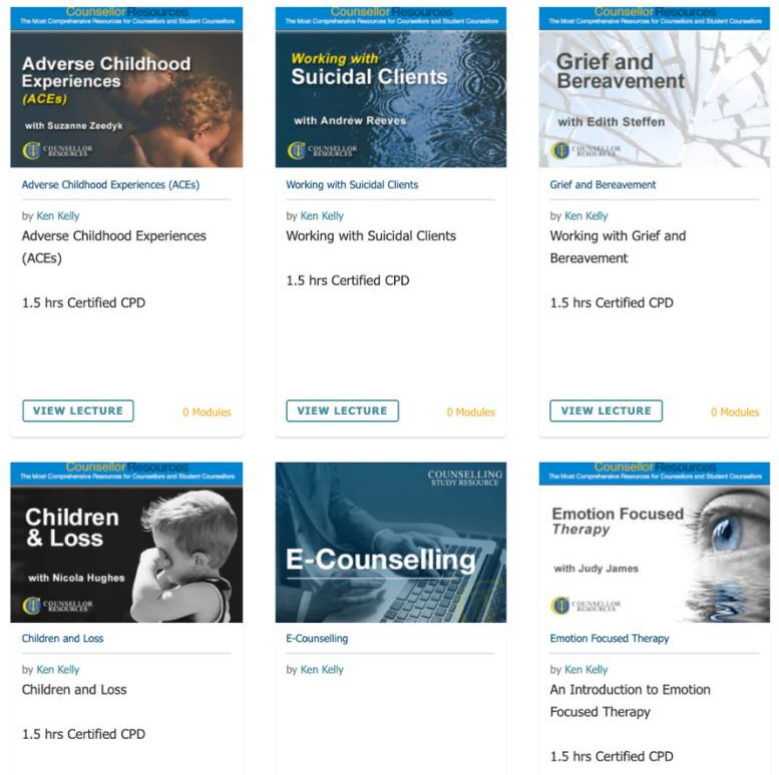 Counsellor Resources
The Most Comprehensive Resources for Counsellors and Student Counsellors
Adverse Childhood
Experiences
(ACEs)
with Suzanne Zeedyk
COUNSELLOR
RESOURCES
Adverse Childhood Experiences (ACEs)
by Ken Kelly
Adverse Childhood Experiences
(ACEs)
1.5 hrs Certified CPD
VIEW LECTURE
0 Modules
Counsellor Resources
The Most Comprehensive Resources for Counsellors and Student Counsellors
Working with
Suicidal Clients
with Andrew Reeves
COUNSELLOR
RESOURCES
Working with Suicidal Clients
by Ken Kelly
Working with Suicidal Clients
1.5 hrs Certified CPD
VIEW LECTURE
0 Modules
Counsellor Resources
The Most Comprehensive Resources for Counsellors and Student Counsellors
Grief and
Bereavement
with Edith Steffen
COUNSELLOR
RESOURCES
Grief and Bereavement
by Ken Kelly
Working with Grief and
Bereavement
1.5 hrs Certified CPD
VIEW LECTURE
0 Modules
Counsellor Resources
The Most Comprehensive Resources for Counsellors and Student Counsellors
Children
& Loss
with Nicola Hughes
COUNSELLOR
RESOURCES
Children and Loss
by Ken Kelly
Children and Loss
1.5 hrs Certified CPD
COUNSELLING
STUDY RESOURCE
E-Counselling
E-Counselling
by Ken Kelly
Counsellor Resources
The Most Comprehensive Resources for Counsellors and Student Counsellors
Emotion Focused
Therapy
with Judy James
COUNSELLOR
RESOURCES
Emotion Focused Therapy
by Ken Kelly
An Introduction to Emotion
Focused Therapy
1.5 hrs Certified CPD